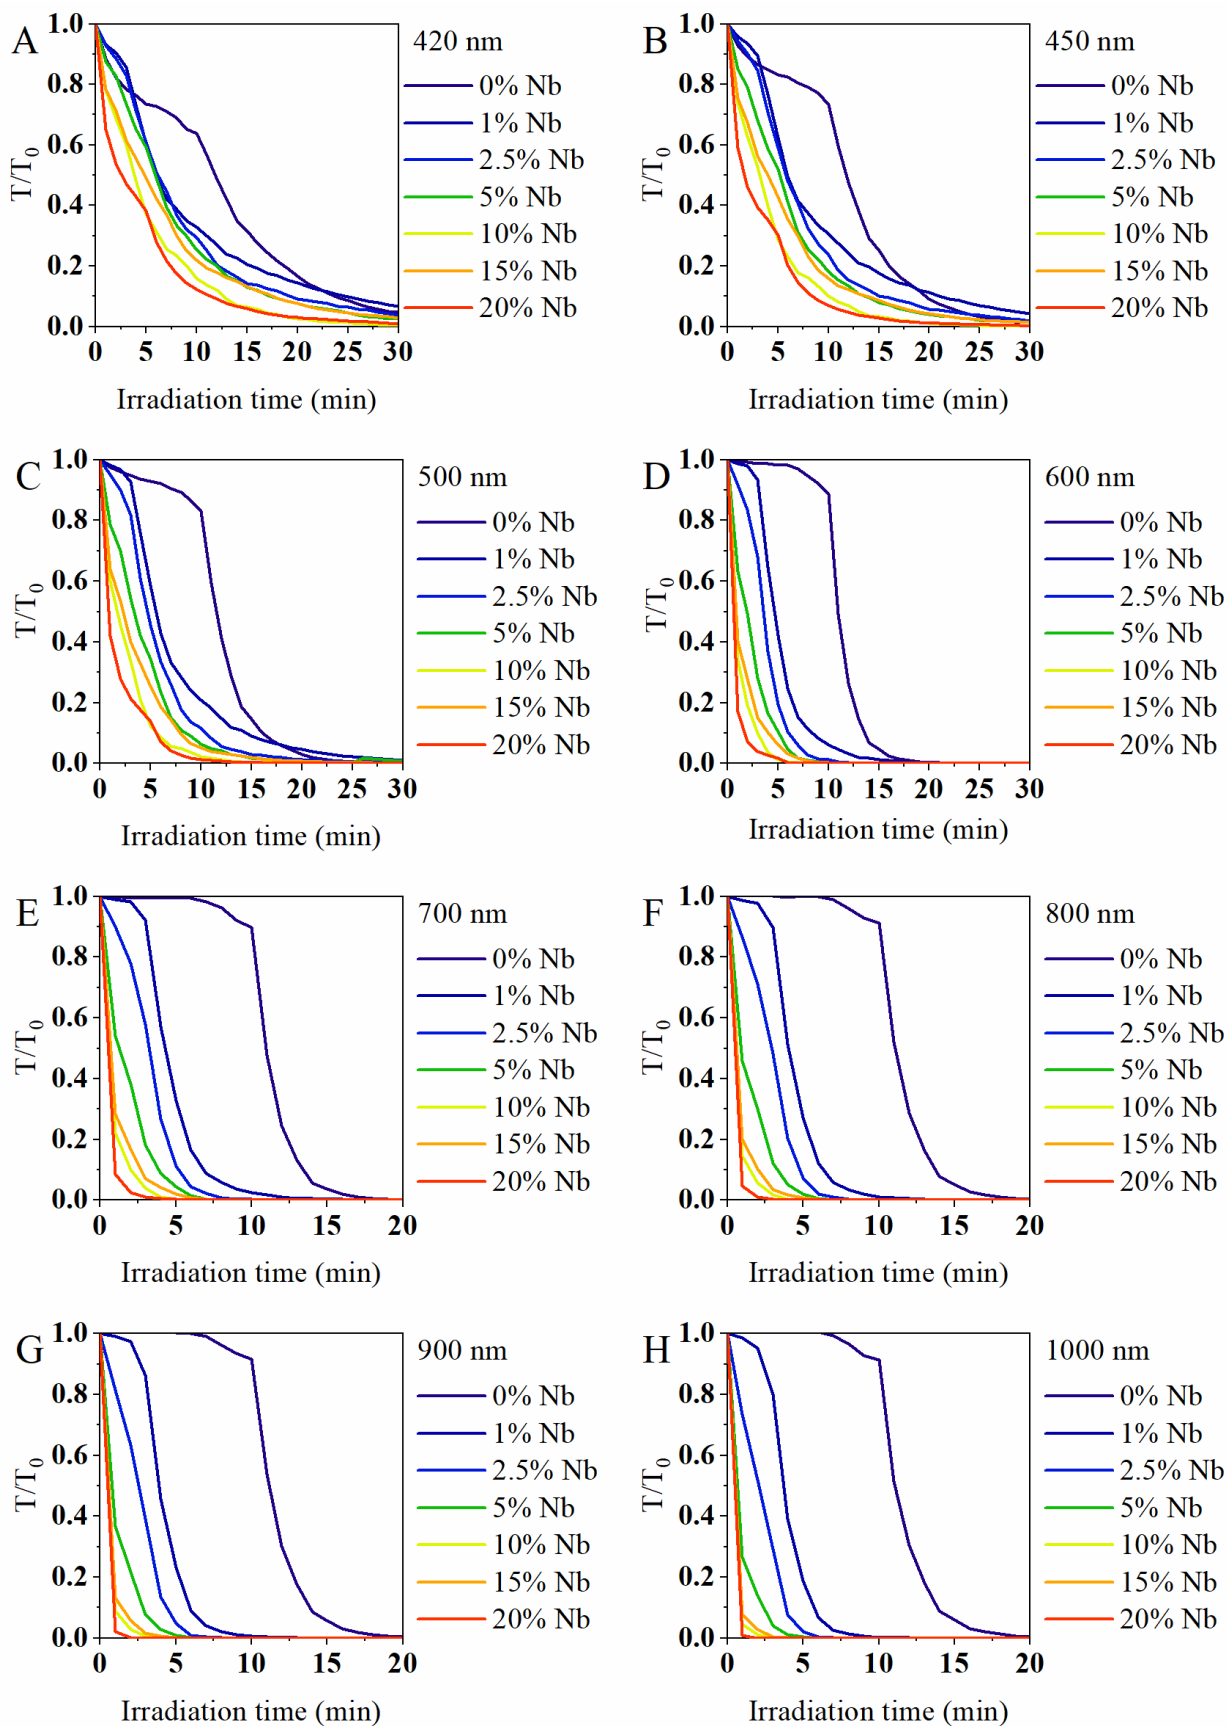 A
420 nm
1.0
0.8
0.6
0.4
0.2
0.0
T/T₀
0 5 10 15 20 25 30
Irradiation time (min)
0% Nb
1% Nb
2.5% Nb
5% Nb
10% Nb
15% Nb
20% Nb
B
450 nm
1.0
0.8
0.6
0.4
0.2
0.0
T/T₀
0 5 10 15 20 25 30
Irradiation time (min)
0% Nb
1% Nb
2.5% Nb
5% Nb
10% Nb
15% Nb
20% Nb
C
500 nm
1.0
0.8
0.6
0.4
0.2
0.0
T/T₀
0 5 10 15 20 25 30
Irradiation time (min)
0% Nb
1% Nb
2.5% Nb
5% Nb
10% Nb
15% Nb
20% Nb
D
600 nm
1.0
0.8
0.6
0.4
0.2
0.0
T/T₀
0 5 10 15 20 25 30
Irradiation time (min)
0% Nb
1% Nb
2.5% Nb
5% Nb
10% Nb
15% Nb
20% Nb
E
700 nm
1.0
0.8
0.6
0.4
0.2
0.0
T/T₀
0 5 10 15 20
Irradiation time (min)
0% Nb
1% Nb
2.5% Nb
5% Nb
10% Nb
15% Nb
20% Nb
F
800 nm
1.0
0.8
0.6
0.4
0.2
0.0
T/T₀
0 5 10 15 20
Irradiation time (min)
0% Nb
1% Nb
2.5% Nb
5% Nb
10% Nb
15% Nb
20% Nb
G
900 nm
1.0
0.8
0.6
0.4
0.2
0.0
T/T₀
0 5 10 15 20
Irradiation time (min)
0% Nb
1% Nb
2.5% Nb
5% Nb
10% Nb
15% Nb
20% Nb
H
1000 nm
1.0
0.8
0.6
0.4
0.2
0.0
T/T₀
0 5 10 15 20
Irradiation time (min)
0% Nb
1% Nb
2.5% Nb
5% Nb
10% Nb
15% Nb
20% Nb